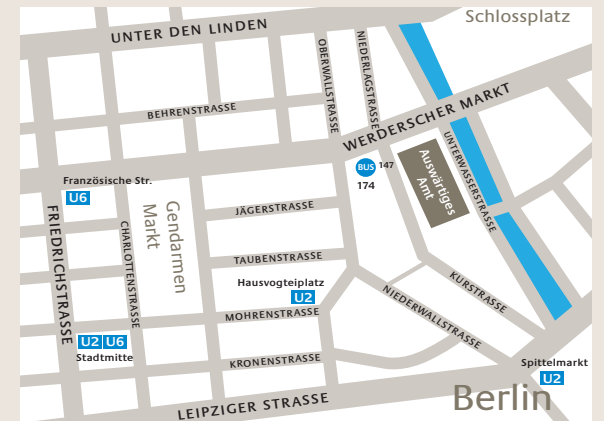 Schlossplatz
UNTER DEN LINDEN
OBERWALLSTRASSE
NIEDERLAGSTRASSE
BEHRENSTRASSE
WERDERSCHER MARKT
UNTERWASSERSTRASSE
Auswärtiges
Amt
BUS
147
174
Französische Str.
U6
FRIEDRICHSTRASSE
CHARLOTTENSTRASSE
Gendarmen
Markt
JÄGERSTRASSE
TAUBENSTRASSE
Hausvogteiplatz
U2
MOHRENSTRASSE
KURSTRASSE
NIEDERWALLSTRASSE
U2 U6
Stadtmitte
KRONENSTRASSE
Spittelmarkt
U2
LEIPZIGER STRASSE
Berlin